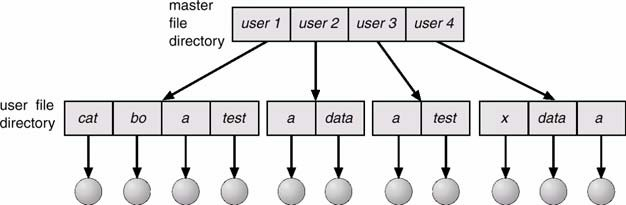 master
file
directory
user 1 user 2 user 3 user 4
user file
directory
cat bo a test a data a test x data a